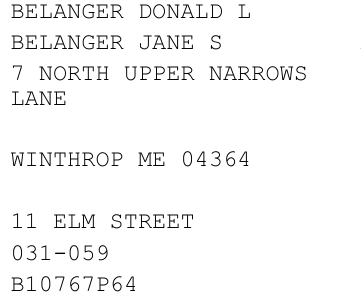 BELANGER DONALD L
BELANGER JANE S
7 NORTH UPPER NARROWS
LANE
WINTHROP ME 04364
11 ELM STREET
031-059
B10767P64